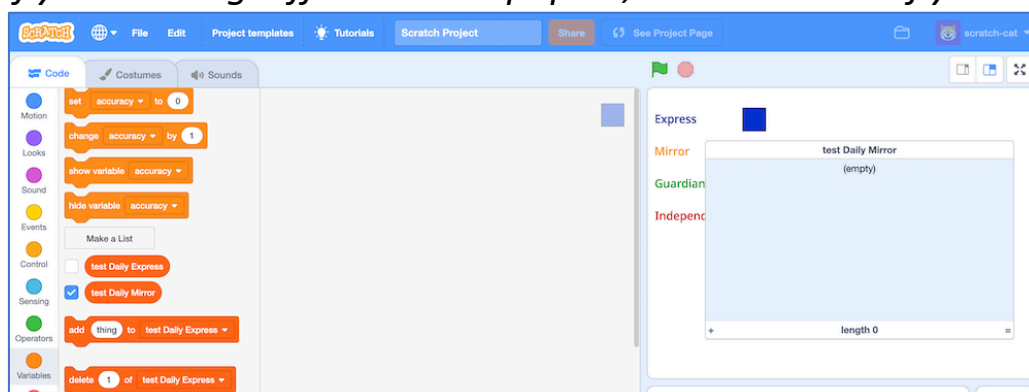 SCRATCH File Edit Project templates Tutorials Scratch Project Share See Project Page scratch-cat
Code Costumes Sounds
Motion
Looks
Sound
Events
Control
Sensing
Operators
Variables
set accuracy to 0
change accuracy by 1
show variable accuracy
hide variable accuracy
Make a List
test Daily Express
test Daily Mirror
add thing to test Daily Express
delete 1 of test Daily Express
Express
Mirror
Guardian
Independ
test Daily Mirror
(empty)
+ length 0 =